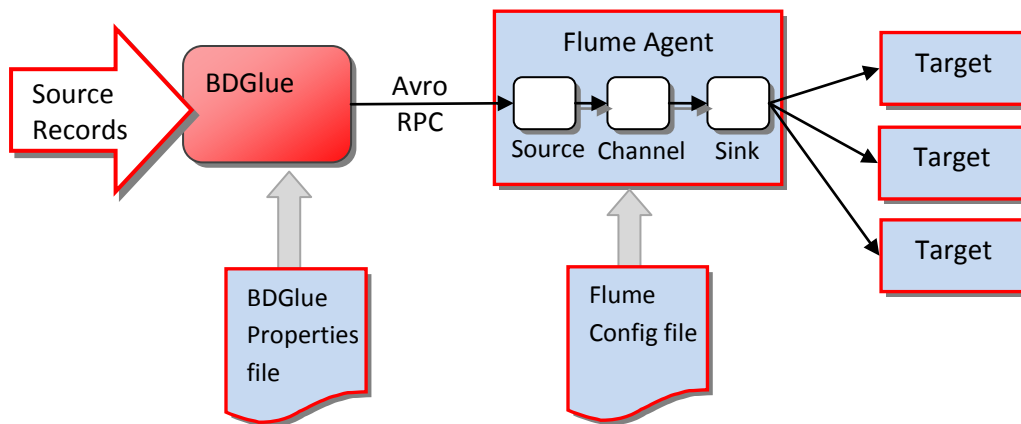 Source
Records
BDGlue
Avro
RPC
Flume Agent
Source
Channel
Sink
Target
Target
Target
BDGlue
Properties
file
Flume
Config file